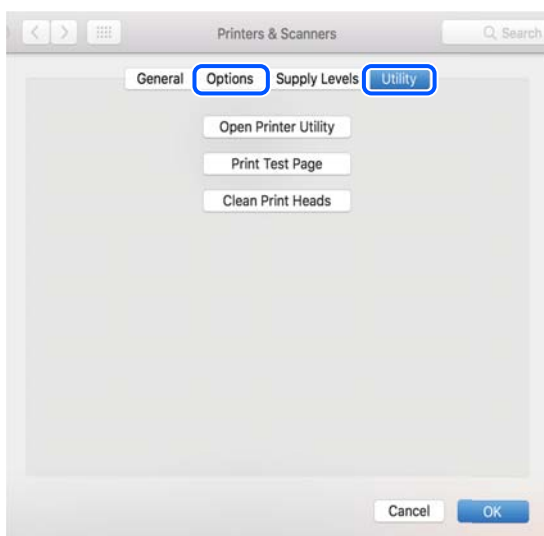 Printers & Scanners
Search
General Options Supply Levels Utility
Open Printer Utility
Print Test Page
Clean Print Heads
Cancel OK